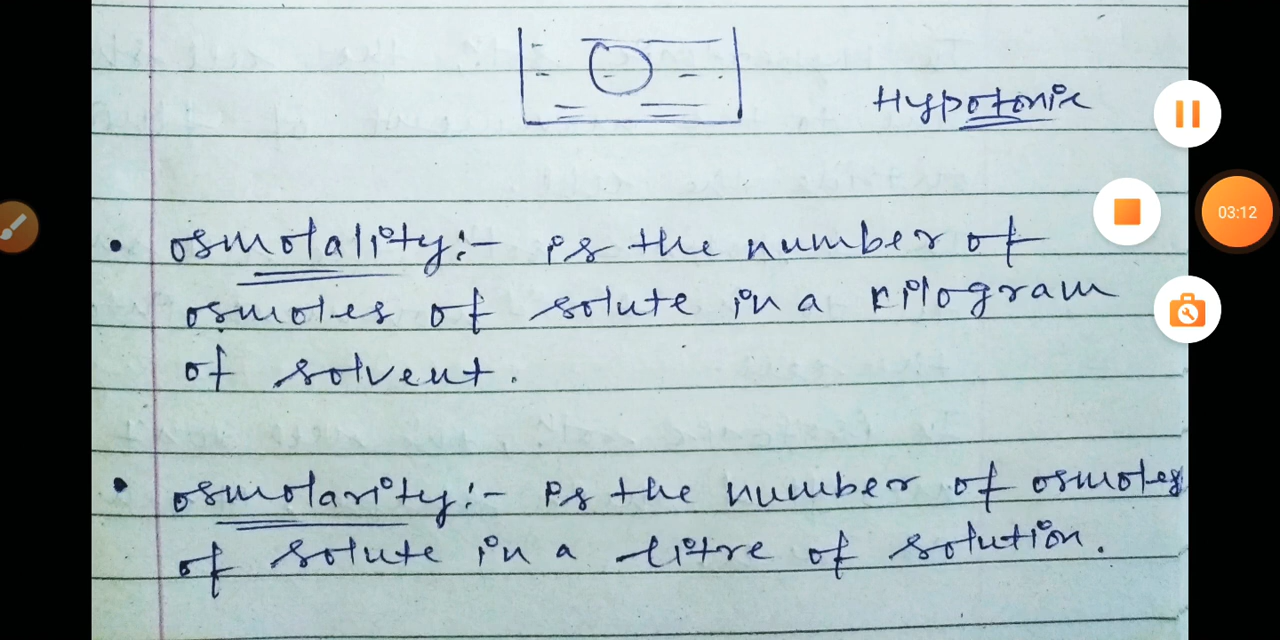 Hypotonic
• osmolality:- is the number of
osmoles of solute in a kilogram
of solvent.
• osmolarity:- is the number of osmoles
of solute in a litre of solution.
03:12